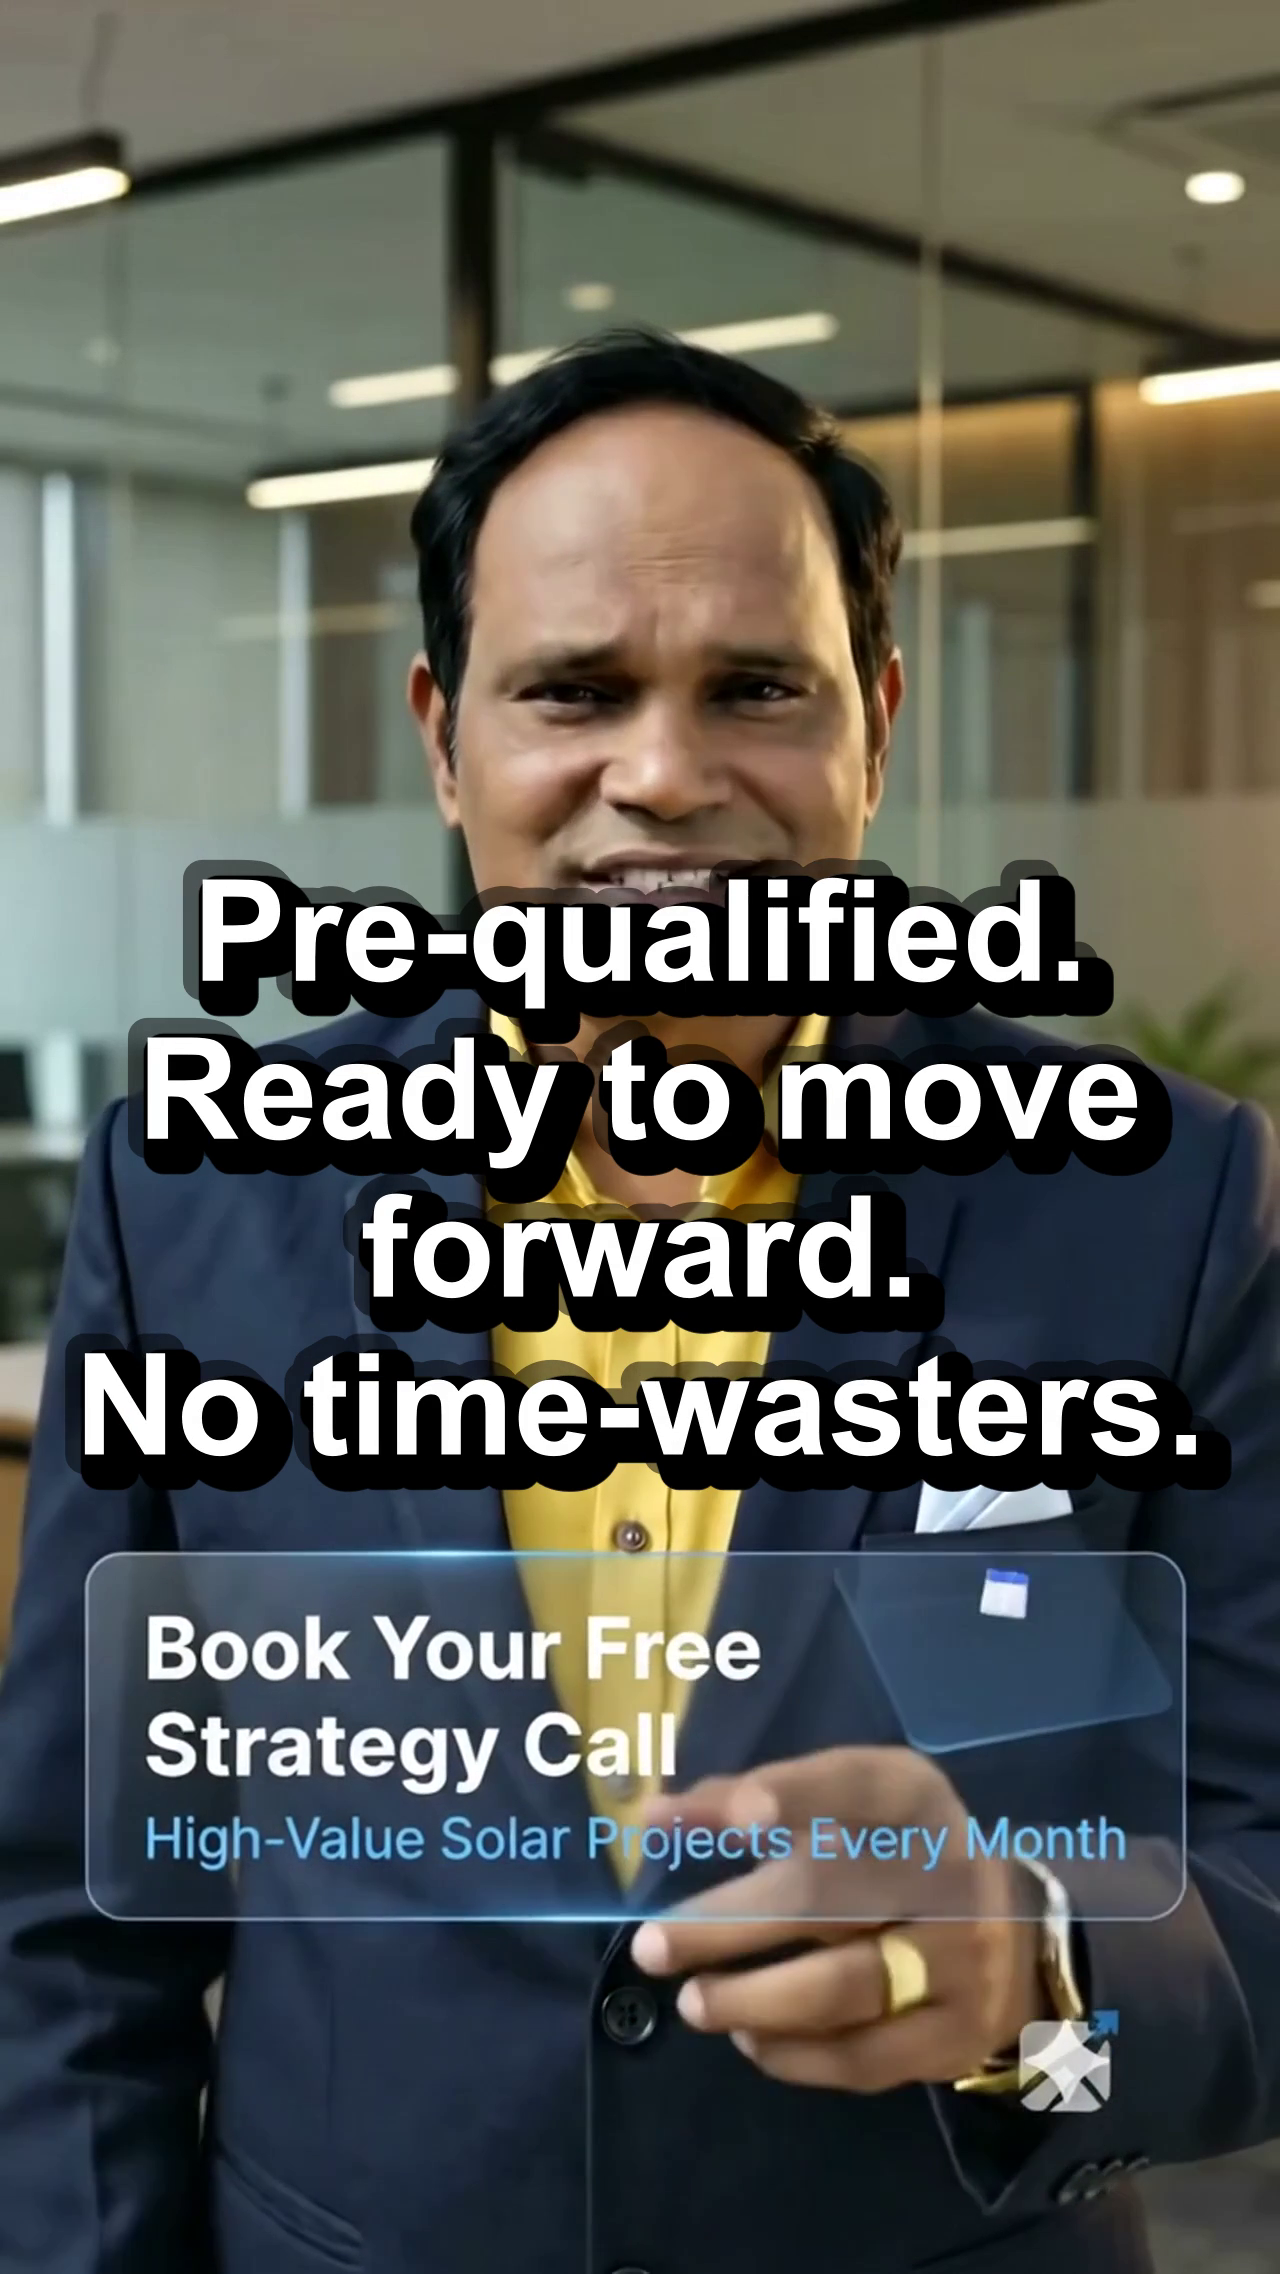 Pre-qualified.
Ready to move
forward.
No time-wasters.
Book Your Free
Strategy Call
High-Value Solar Projects Every Month